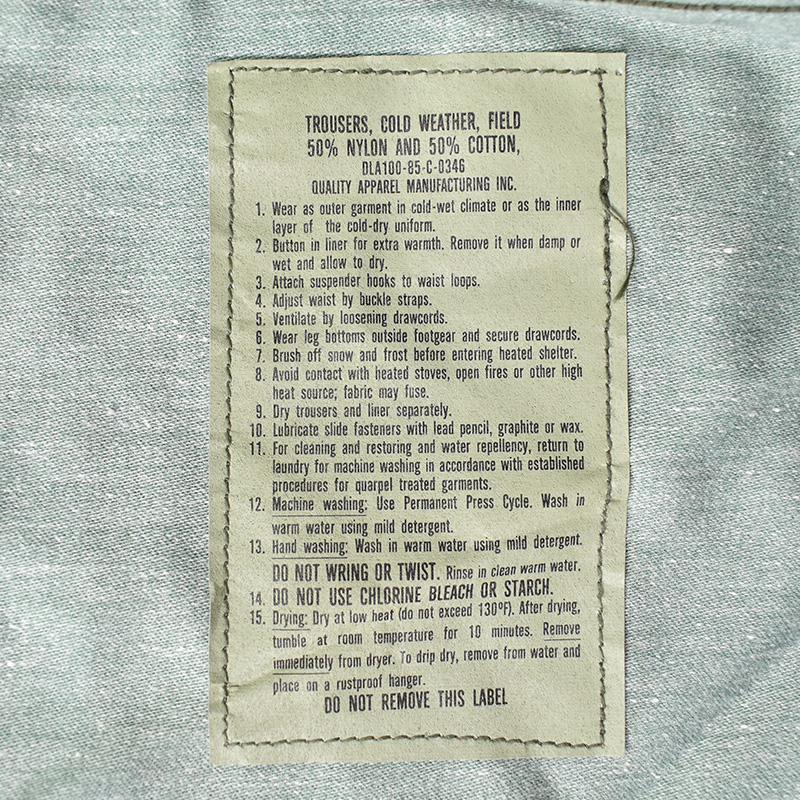 TROUSERS, COLD WEATHER, FIELD
50% NYLON AND 50% COTTON,
DLA100-85-C-0346
QUALITY APPAREL MANUFACTURING INC.
1. Wear as outer garment in cold-wet climate or as the inner
layer of the cold-dry uniform.
2. Button in liner for extra warmth. Remove it when damp or
wet and allow to dry.
3. Attach suspender hooks to waist loops.
4. Adjust waist by buckle straps.
5. Ventilate by loosening drawcords.
6. Wear leg bottoms outside footgear and secure drawcords.
7. Brush off snow and frost before entering heated shelter.
8. Avoid contact with heated stoves, open fires or other high
heat source; fabric may fuse.
9. Dry trousers and liner separately.
10. Lubricate slide fasteners with lead pencil, graphite or wax.
11. For cleaning and restoring and water repellency, return to
laundry for machine washing in accordance with established
procedures for quarpel treated garments.
12. Machine washing: Use Permanent Press Cycle. Wash in
warm water using mild detergent.
13. Hand washing: Wash in warm water using mild detergent.
DO NOT WRING OR TWIST. Rinse in clean warm water.
14. DO NOT USE CHLORINE BLEACH OR STARCH.
15. Drying: Dry at low heat (do not exceed 130ºF). After drying,
tumble at room temperature for 10 minutes. Remove
immediately from dryer. To drip dry, remove from water and
place on a rustproof hanger.
DO NOT REMOVE THIS LABEL